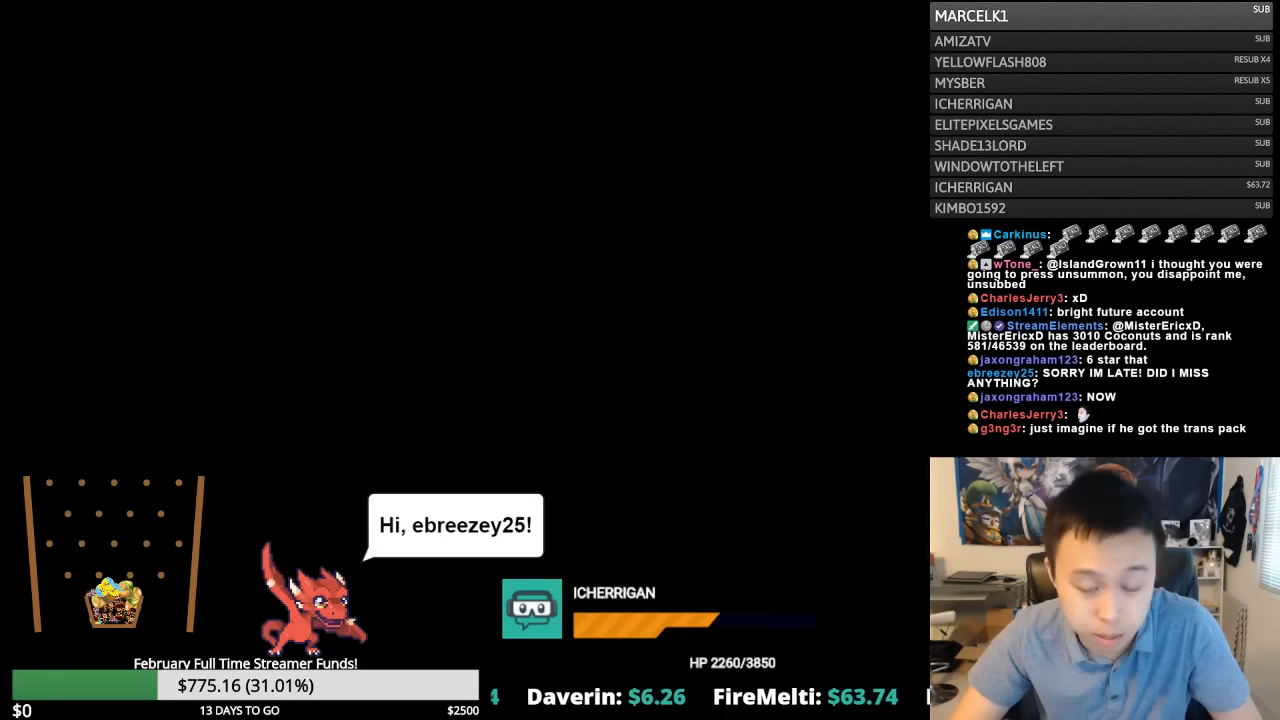 MARCELK1 SUB
AMIZATV SUB
YELLOWFLASH808 RESUB X4
MYSBER RESUB X5
ICHERRIGAN SUB
ELITEPIXELSGAMES SUB
SHADE13LORD SUB
WINDOWTOTHELEFT SUB
ICHERRIGAN $63.72
KIMBO1592 SUB
Carkinus:
wTone_: @IslandGrown11 i thought you were
going to press unsummon, you disappoint me,
unsubbed
CharlesJerry3: xD
Edison1411: bright future account
StreamElements: @MisterEricxD,
MisterEricxD has 3010 Coconuts and is rank
581/46539 on the leaderboard.
jaxongraham123: 6 star that
ebreezey25: SORRY IM LATE! DID I MISS
ANYTHING?
jaxongraham123: NOW
CharlesJerry3:
g3ng3r: just imagine if he got the trans pack
Hi, ebreezey25!
ICHERRIGAN
HP 2260/3850
February Full Time Streamer Funds!
$775.16 (31.01%)
$0 13 DAYS TO GO $2500
4 Daverin: $6.26 FireMelti: $63.74